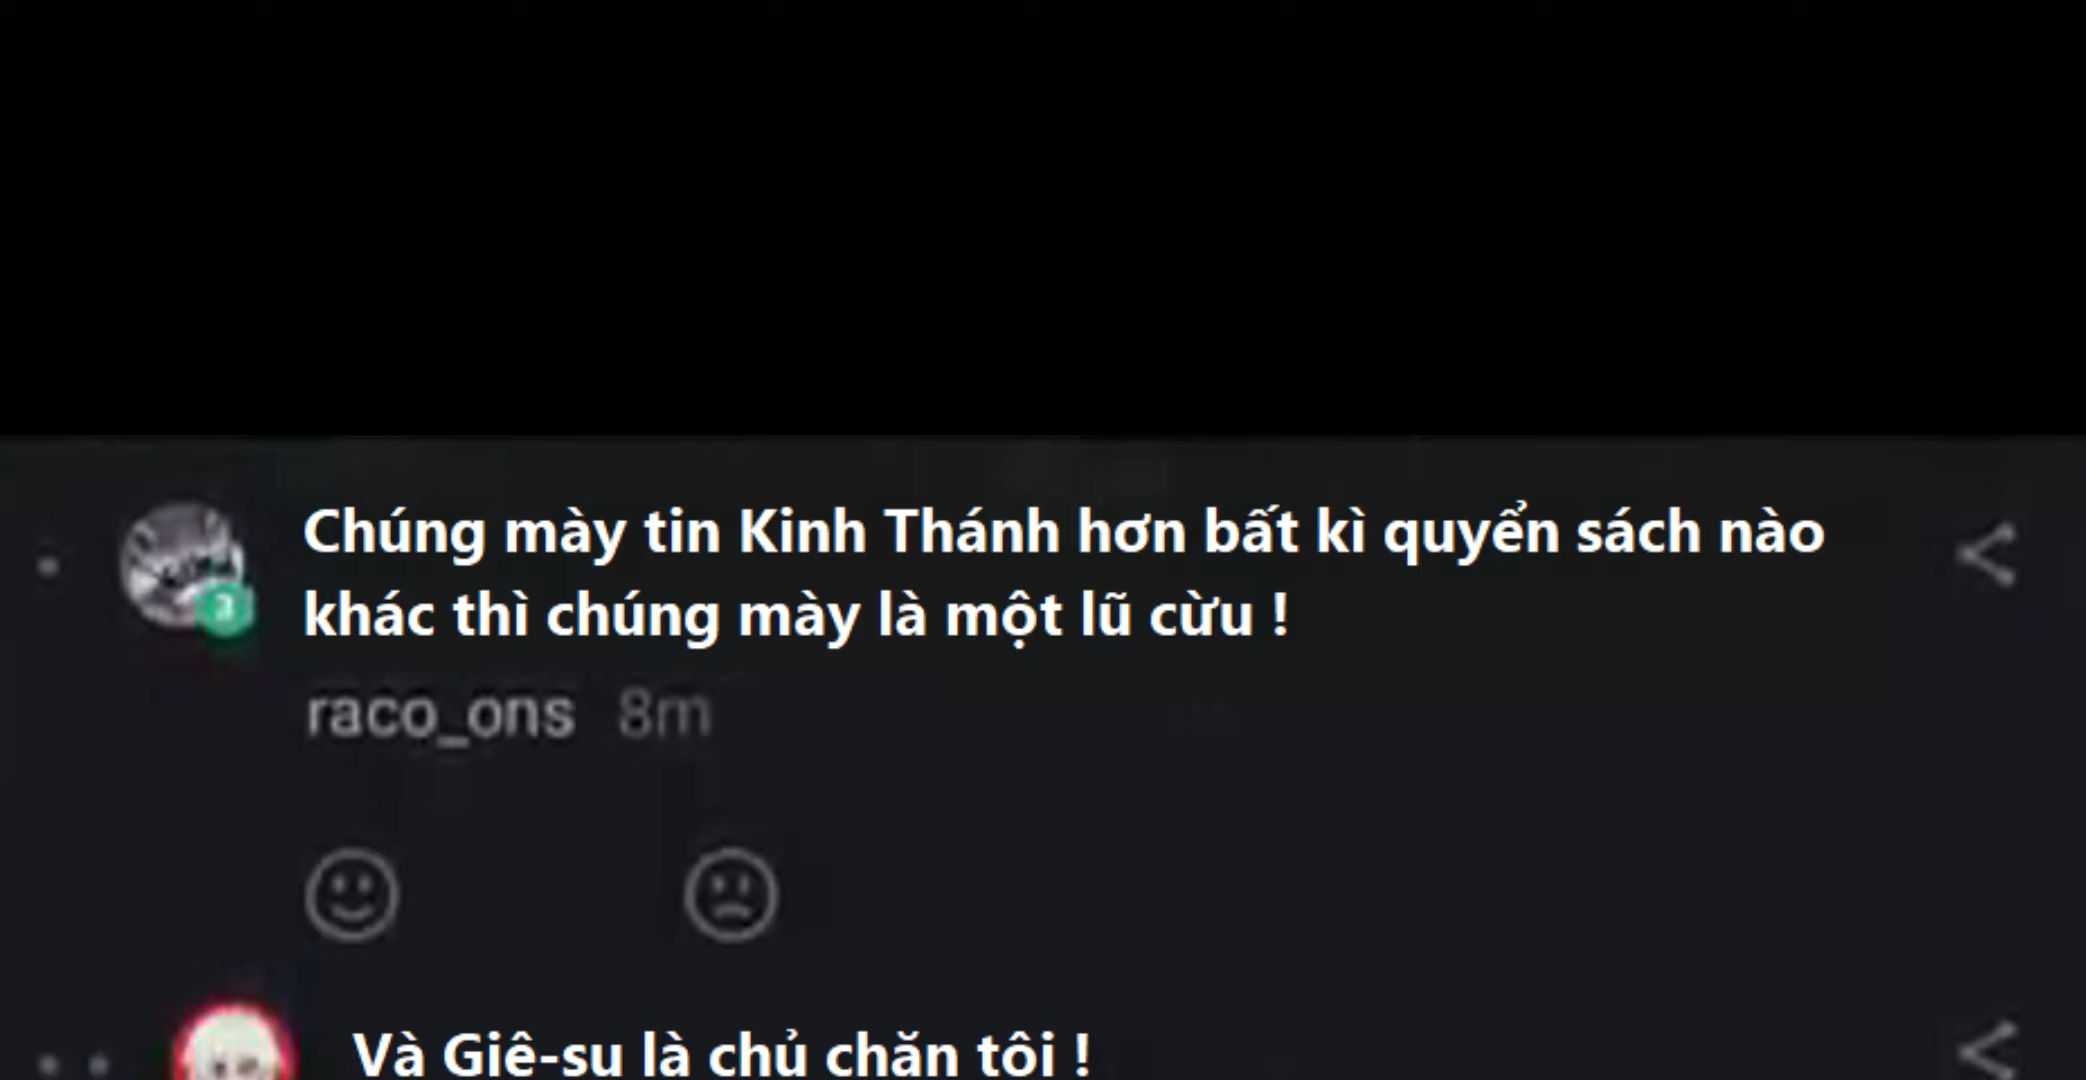 Chúng mày tin Kinh Thánh hơn bất kì quyển sách nào
khác thì chúng mày là một lũ cừu !
3
raco_ons 8m
Và Giê-su là chủ chăn tôi !